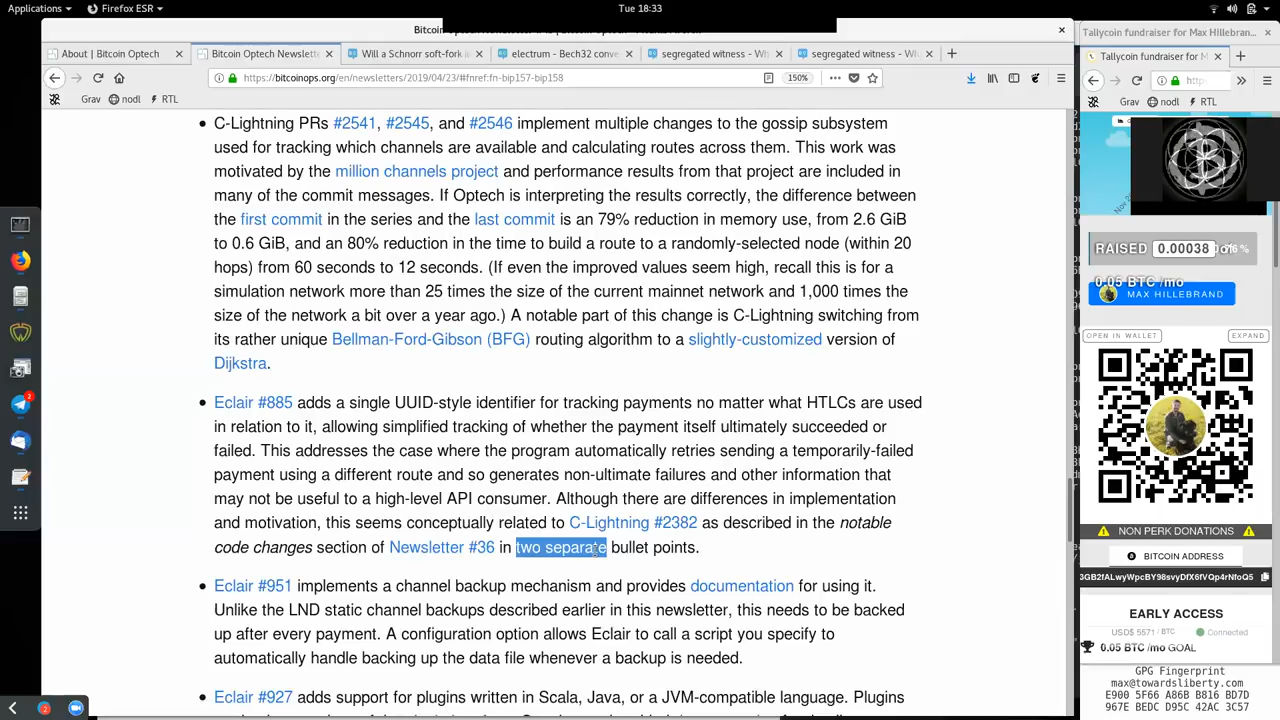 Applications
Firefox ESR
Tue 18:33
Bitcoin
Tallycoin fundraiser for Max Hillebran...
About | Bitcoin Optech
Bitcoin Optech Newslette
Will a Schnorr soft-fork i
electrum - Bech32 conve
segregated witness - Wh
segregated witness - Wh
Tallycoin fundraiser for M
https://bitcoinops.org/en/newsletters/2019/04/23/#fnref:fn-bip157-bip158
150%
http
Grav
nodl
RTL
Grav
nodl
RTL
C-Lightning PRs #2541, #2545, and #2546 implement multiple changes to the gossip subsystem
used for tracking which channels are available and calculating routes across them. This work was
motivated by the million channels project and performance results from that project are included in
many of the commit messages. If Optech is interpreting the results correctly, the difference between
the first commit in the series and the last commit is an 79% reduction in memory use, from 2.6 GiB
to 0.6 GiB, and an 80% reduction in the time to build a route to a randomly-selected node (within 20
hops) from 60 seconds to 12 seconds. (If even the improved values seem high, recall this is for a
simulation network more than 25 times the size of the current mainnet network and 1,000 times the
size of the network a bit over a year ago.) A notable part of this change is C-Lightning switching from
its rather unique Bellman-Ford-Gibson (BFG) routing algorithm to a slightly-customized version of
Dijkstra.
Eclair #885 adds a single UUID-style identifier for tracking payments no matter what HTLCs are used
in relation to it, allowing simplified tracking of whether the payment itself ultimately succeeded or
failed. This addresses the case where the program automatically retries sending a temporarily-failed
payment using a different route and so generates non-ultimate failures and other information that
may not be useful to a high-level API consumer. Although there are differences in implementation
and motivation, this seems conceptually related to C-Lightning #2382 as described in the notable
code changes section of Newsletter #36 in two separate bullet points.
Eclair #951 implements a channel backup mechanism and provides documentation for using it.
Unlike the LND static channel backups described earlier in this newsletter, this needs to be backed
up after every payment. A configuration option allows Eclair to call a script you specify to
automatically handle backing up the data file whenever a backup is needed.
Eclair #927 adds support for plugins written in Scala, Java, or a JVM-compatible language. Plugins
RAISED
0.00038
0.05 BTC /mo
MAX HILLEBRAND
OPEN IN WALLET
EXPAND
NON PERK DONATIONS
BITCOIN ADDRESS
3GB2fALwyWpcBY98svyDfX6fVQp4rNfoQ5
EARLY ACCESS
USD$ 5571 / BTC
Connected
0.05 BTC /mo GOAL
GPG Fingerprint
max@towardsliberty.com
E900 5F66 A86B B816 BD7D
967E BEDC D95C 42AC 3C57
2
2